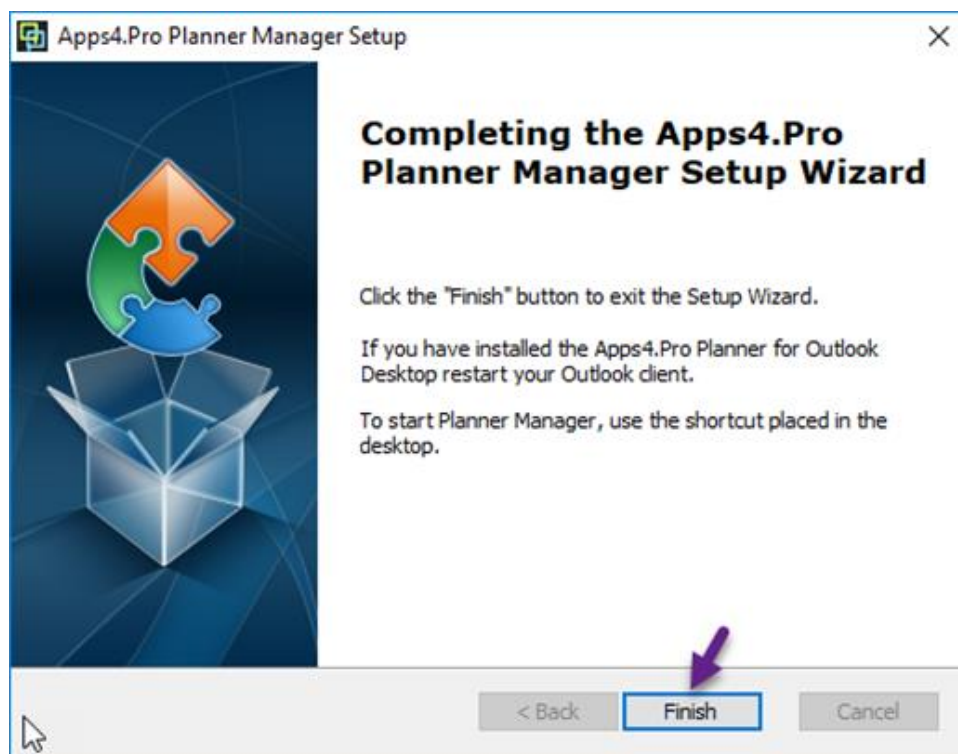 Apps4.Pro Planner Manager Setup
Completing the Apps4.Pro
Planner Manager Setup Wizard
Click the "Finish" button to exit the Setup Wizard.
If you have installed the Apps4.Pro Planner for Outlook
Desktop restart your Outlook client.
To start Planner Manager, use the shortcut placed in the
desktop.
< Back
Finish
Cancel